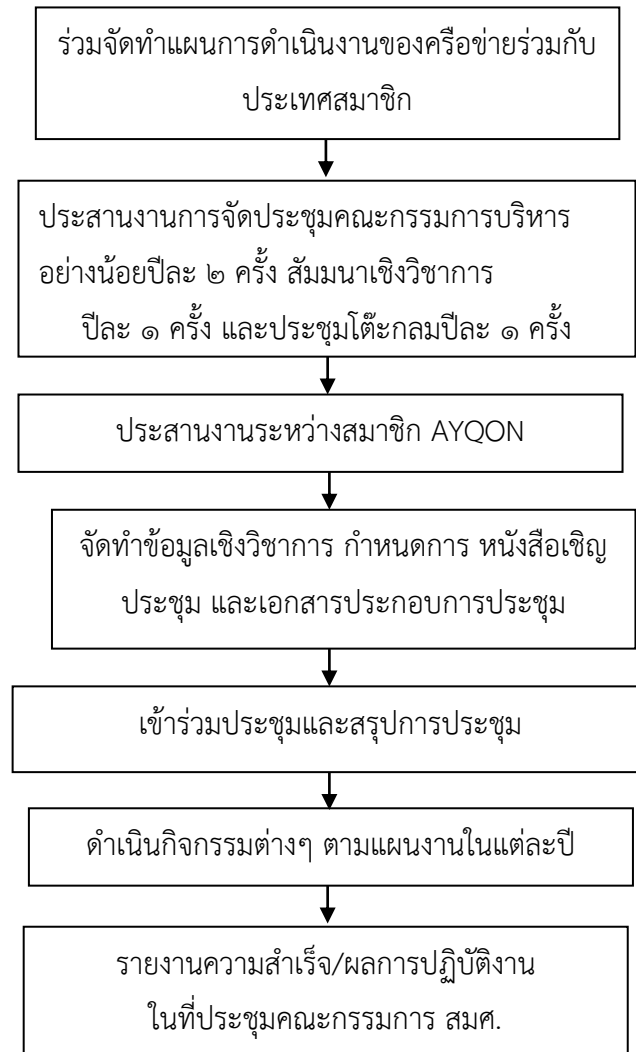 ร่วมจัดทำแผนการดำเนินงานของครือข่ายร่วมกับ
ประเทศสมาชิก
ประสานงานการจัดประชุมคณะกรรมการบริหาร
อย่างน้อยปีละ ๒ ครั้ง สัมมนาเชิงวิชาการ
ปีละ ๑ ครั้ง และประชุมโต๊ะกลมปีละ ๑ ครั้ง
ประสานงานระหว่างสมาชิก AYQON
จัดทำข้อมูลเชิงวิชาการ กำหนดการ หนังสือเชิญ
ประชุม และเอกสารประกอบการประชุม
เข้าร่วมประชุมและสรุปการประชุม
ดำเนินกิจกรรมต่างๆ ตามแผนงานในแต่ละปี
รายงานความสำเร็จ/ผลการปฏิบัติงาน
ในที่ประชุมคณะกรรมการ สมศ.